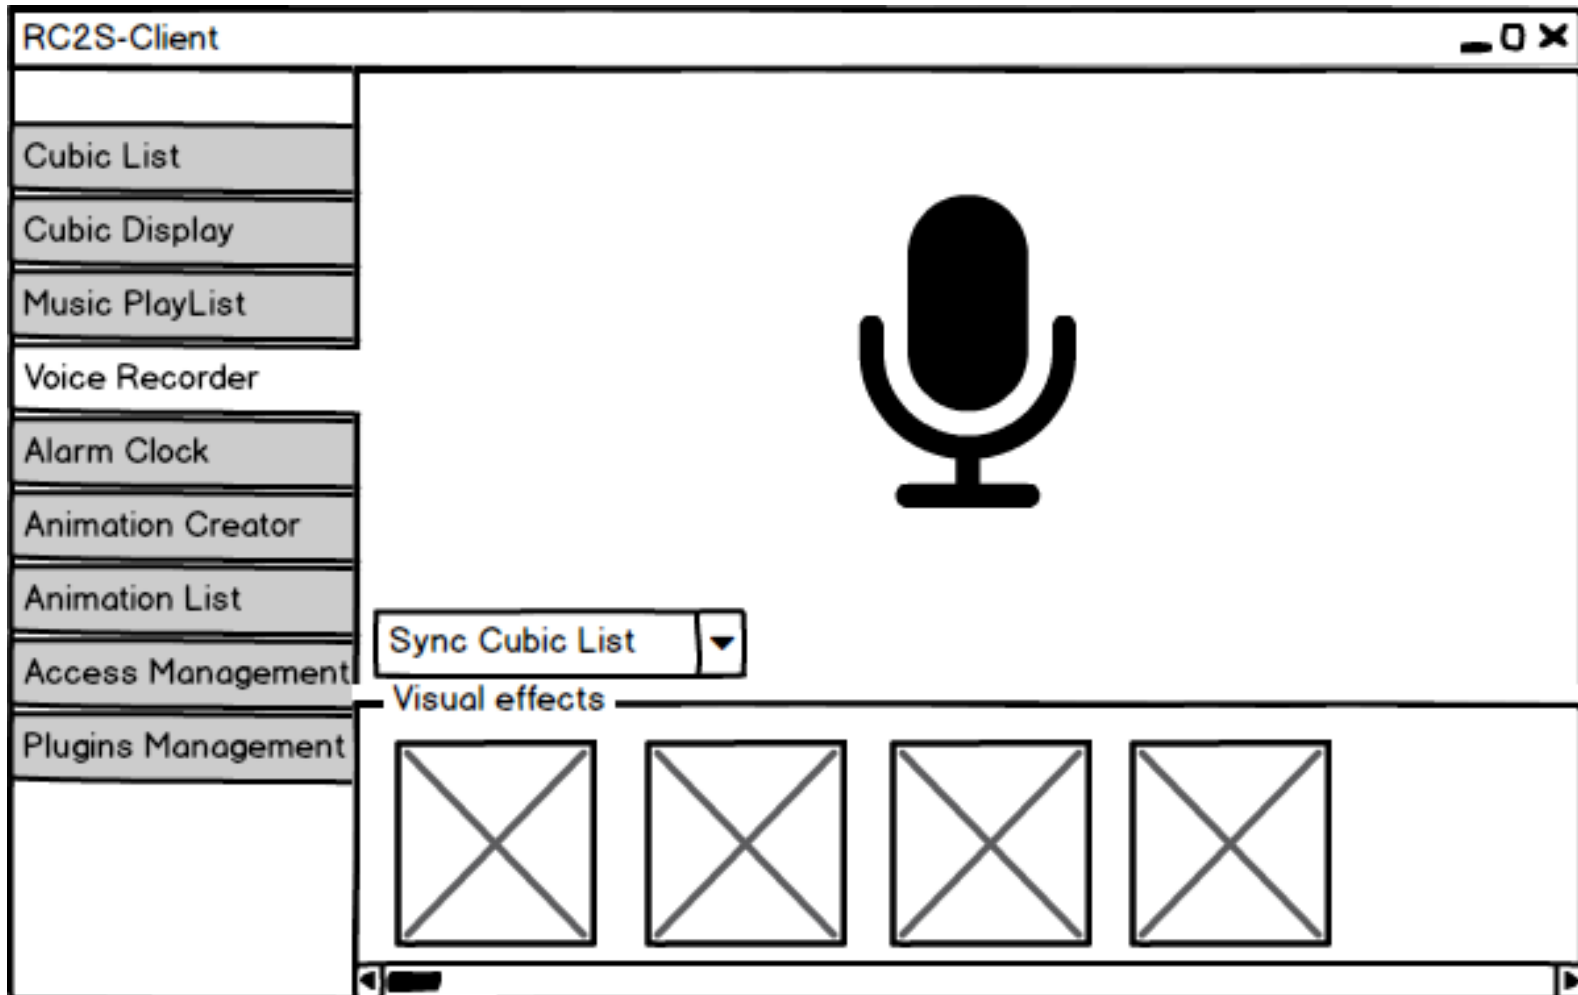 RC2S-Client
Cubic List
Cubic Display
Music PlayList
Voice Recorder
Alarm Clock
Animation Creator
Animation List
Access Management
Plugins Management
Sync Cubic List
Visual effects